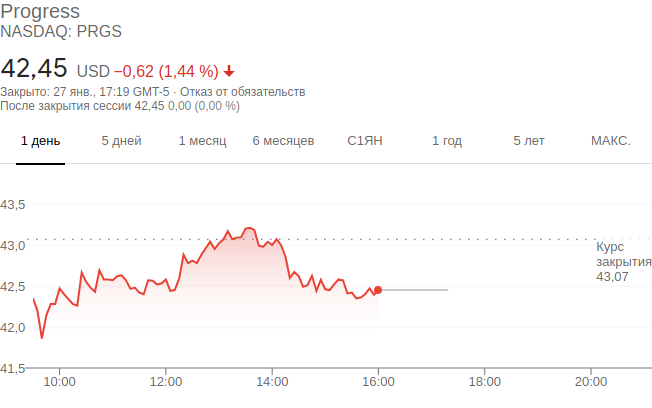 Progress
NASDAQ: PRGS
42,45 USD −0,62 (1,44 %)
Закрыто: 27 янв., 17:19 GMT-5 · Отказ от обязательств
После закрытия сессии 42,45 0,00 (0,00 %)
1 день 5 дней 1 месяц 6 месяцев С1ЯН 1 год 5 лет МАКС.
43,5
43,0
42,5
42,0
41,5
Курс
закрытия
43,07
10:00 12:00 14:00 16:00 18:00 20:00